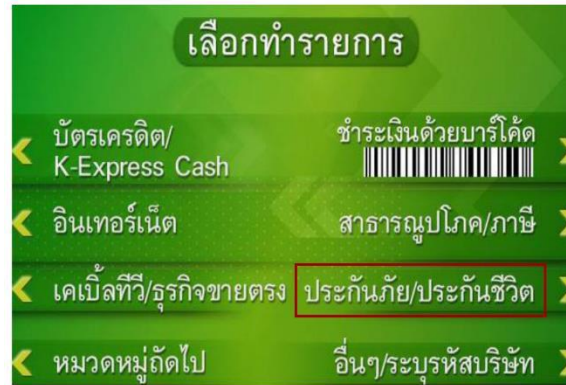 เลือกทำรายการ
บัตรเครดิต/
K-Express Cash
ชำระเงินด้วยบาร์โค้ด
อินเทอร์เน็ต
สาธารณูปโภค/ภาษี
เคเบิ้ลทีวี/ธุรกิจขายตรง
ประกันภัย/ประกันชีวิต
หมวดหมู่ถัดไป
อื่นๆ/ระบุรหัสบริษัท